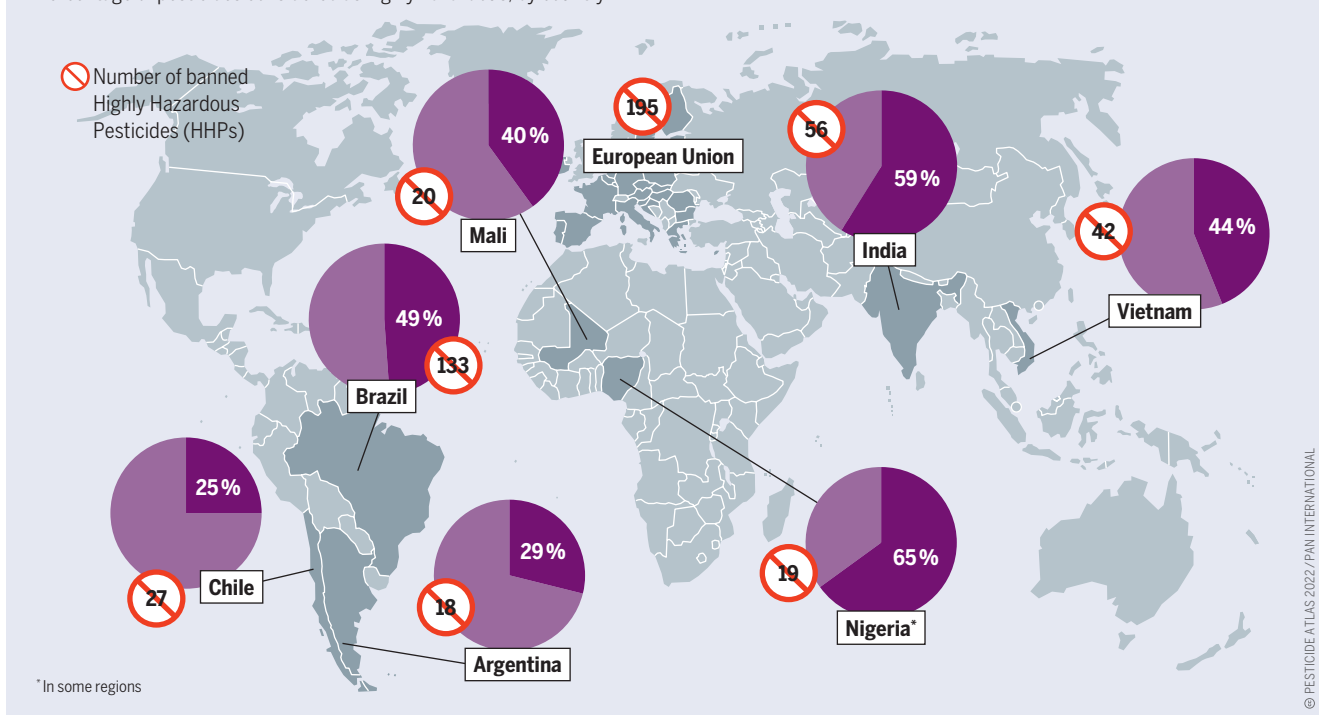 Number of banned
Highly Hazardous
Pesticides (HHPs)
195
European Union
40 %
20
Mali
56
59 %
India
42
44 %
Vietnam
49 %
133
Brazil
25 %
27
Chile
29 %
18
Argentina
65 %
19
Nigeria*
* In some regions
© PESTICIDE ATLAS 2022 / PAN INTERNATIONAL